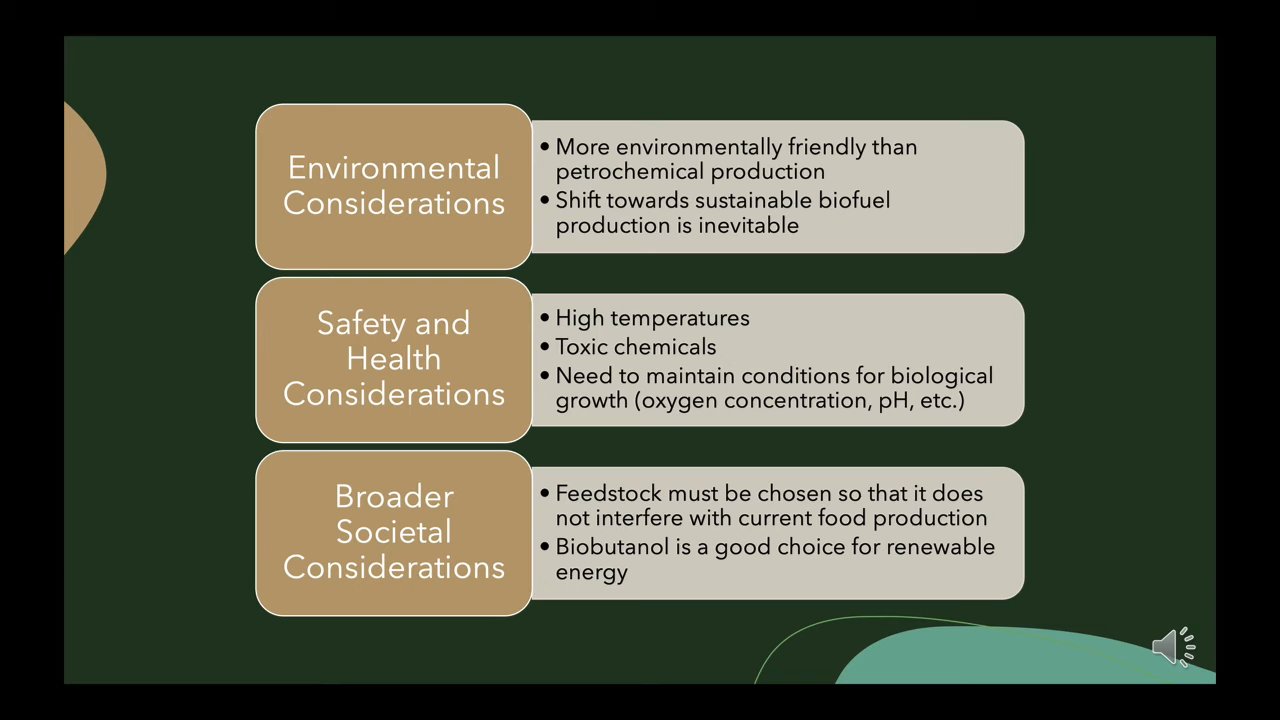 Environmental
Considerations
• More environmentally friendly than
petrochemical production
• Shift towards sustainable biofuel
production is inevitable
Safety and
Health
Considerations
• High temperatures
• Toxic chemicals
• Need to maintain conditions for biological
growth (oxygen concentration, pH, etc.)
Broader
Societal
Considerations
• Feedstock must be chosen so that it does
not interfere with current food production
• Biobutanol is a good choice for renewable
energy